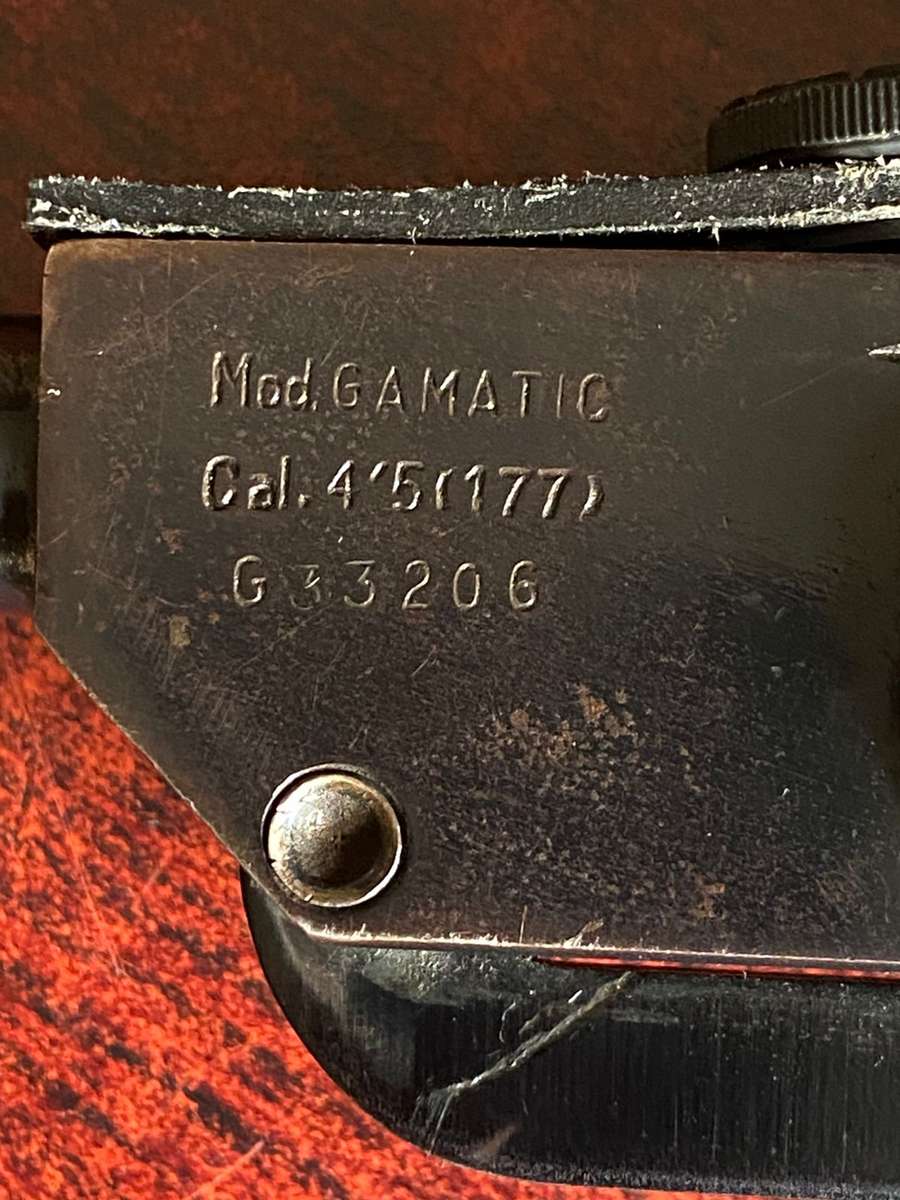 Mod. GAMATIC
Cal. 4'5(177)
G33206